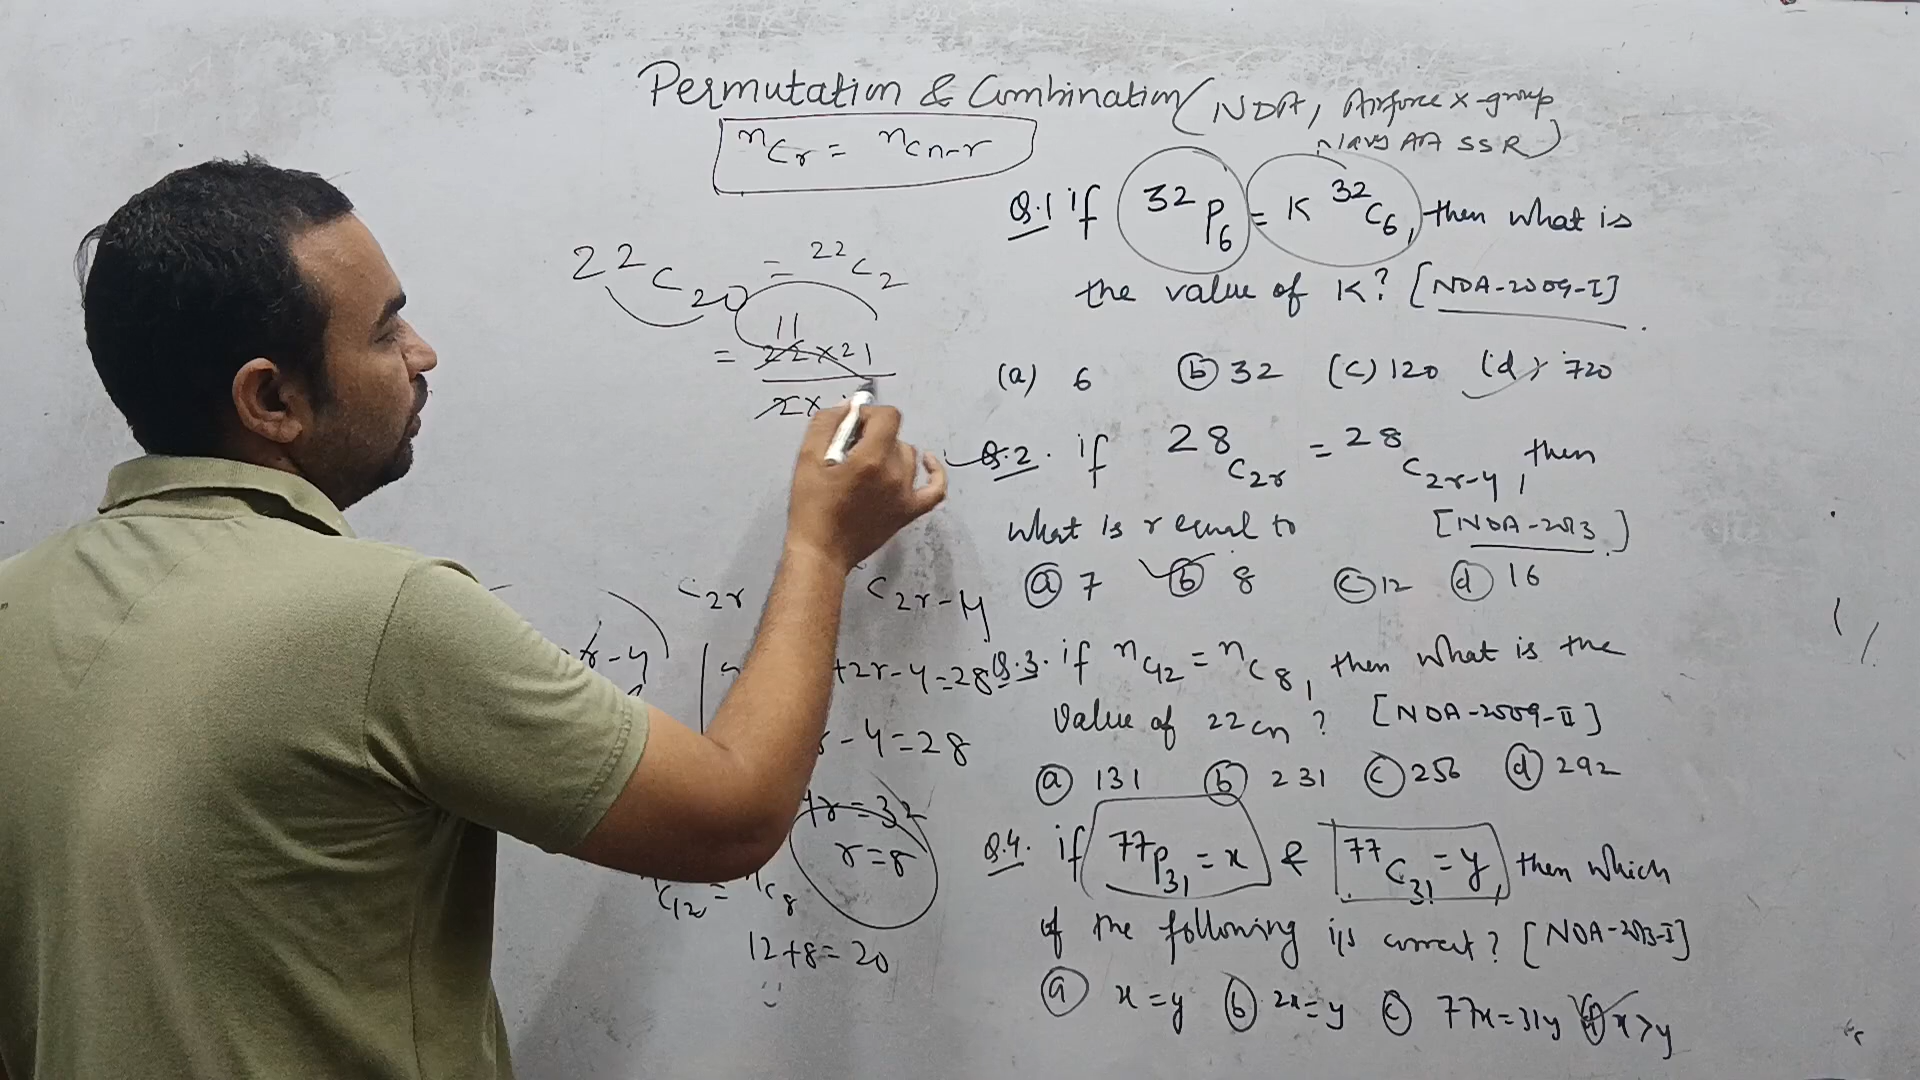 Permutation & Combination (NDA, Airforce x-group
Navy AA SSR)
nCr = nCn-r
Q.1 if 32P6 = K 32C6, then what is
the value of K? [NDA-2009-I]
(a) 6 (b) 32 (c) 120 (d) 720
Q.2. if 28C2r = 28C2r-4, then
what is r equal to [NDA-2013]
(a) 7 (b) 8 (c) 12 (d) 16
Q.3. if nC12 = nC8, then what is the
value of 22Cn? [NDA-2009-II]
(a) 131 (b) 231 (c) 256 (d) 292
Q.4. if 77P31 = x & 77C31 = y, then which
of the following is correct? [NDA-2013-I]
(a) x=y (b) 2x=y (c) 77x=31y (d) x>y
22C20 = 22C2
11
= 22×21
2×
C2r C2r-4
r-4
+2r-4=28
r-4=28
4r=32
r=8
nC12 = nC8
12+8=20